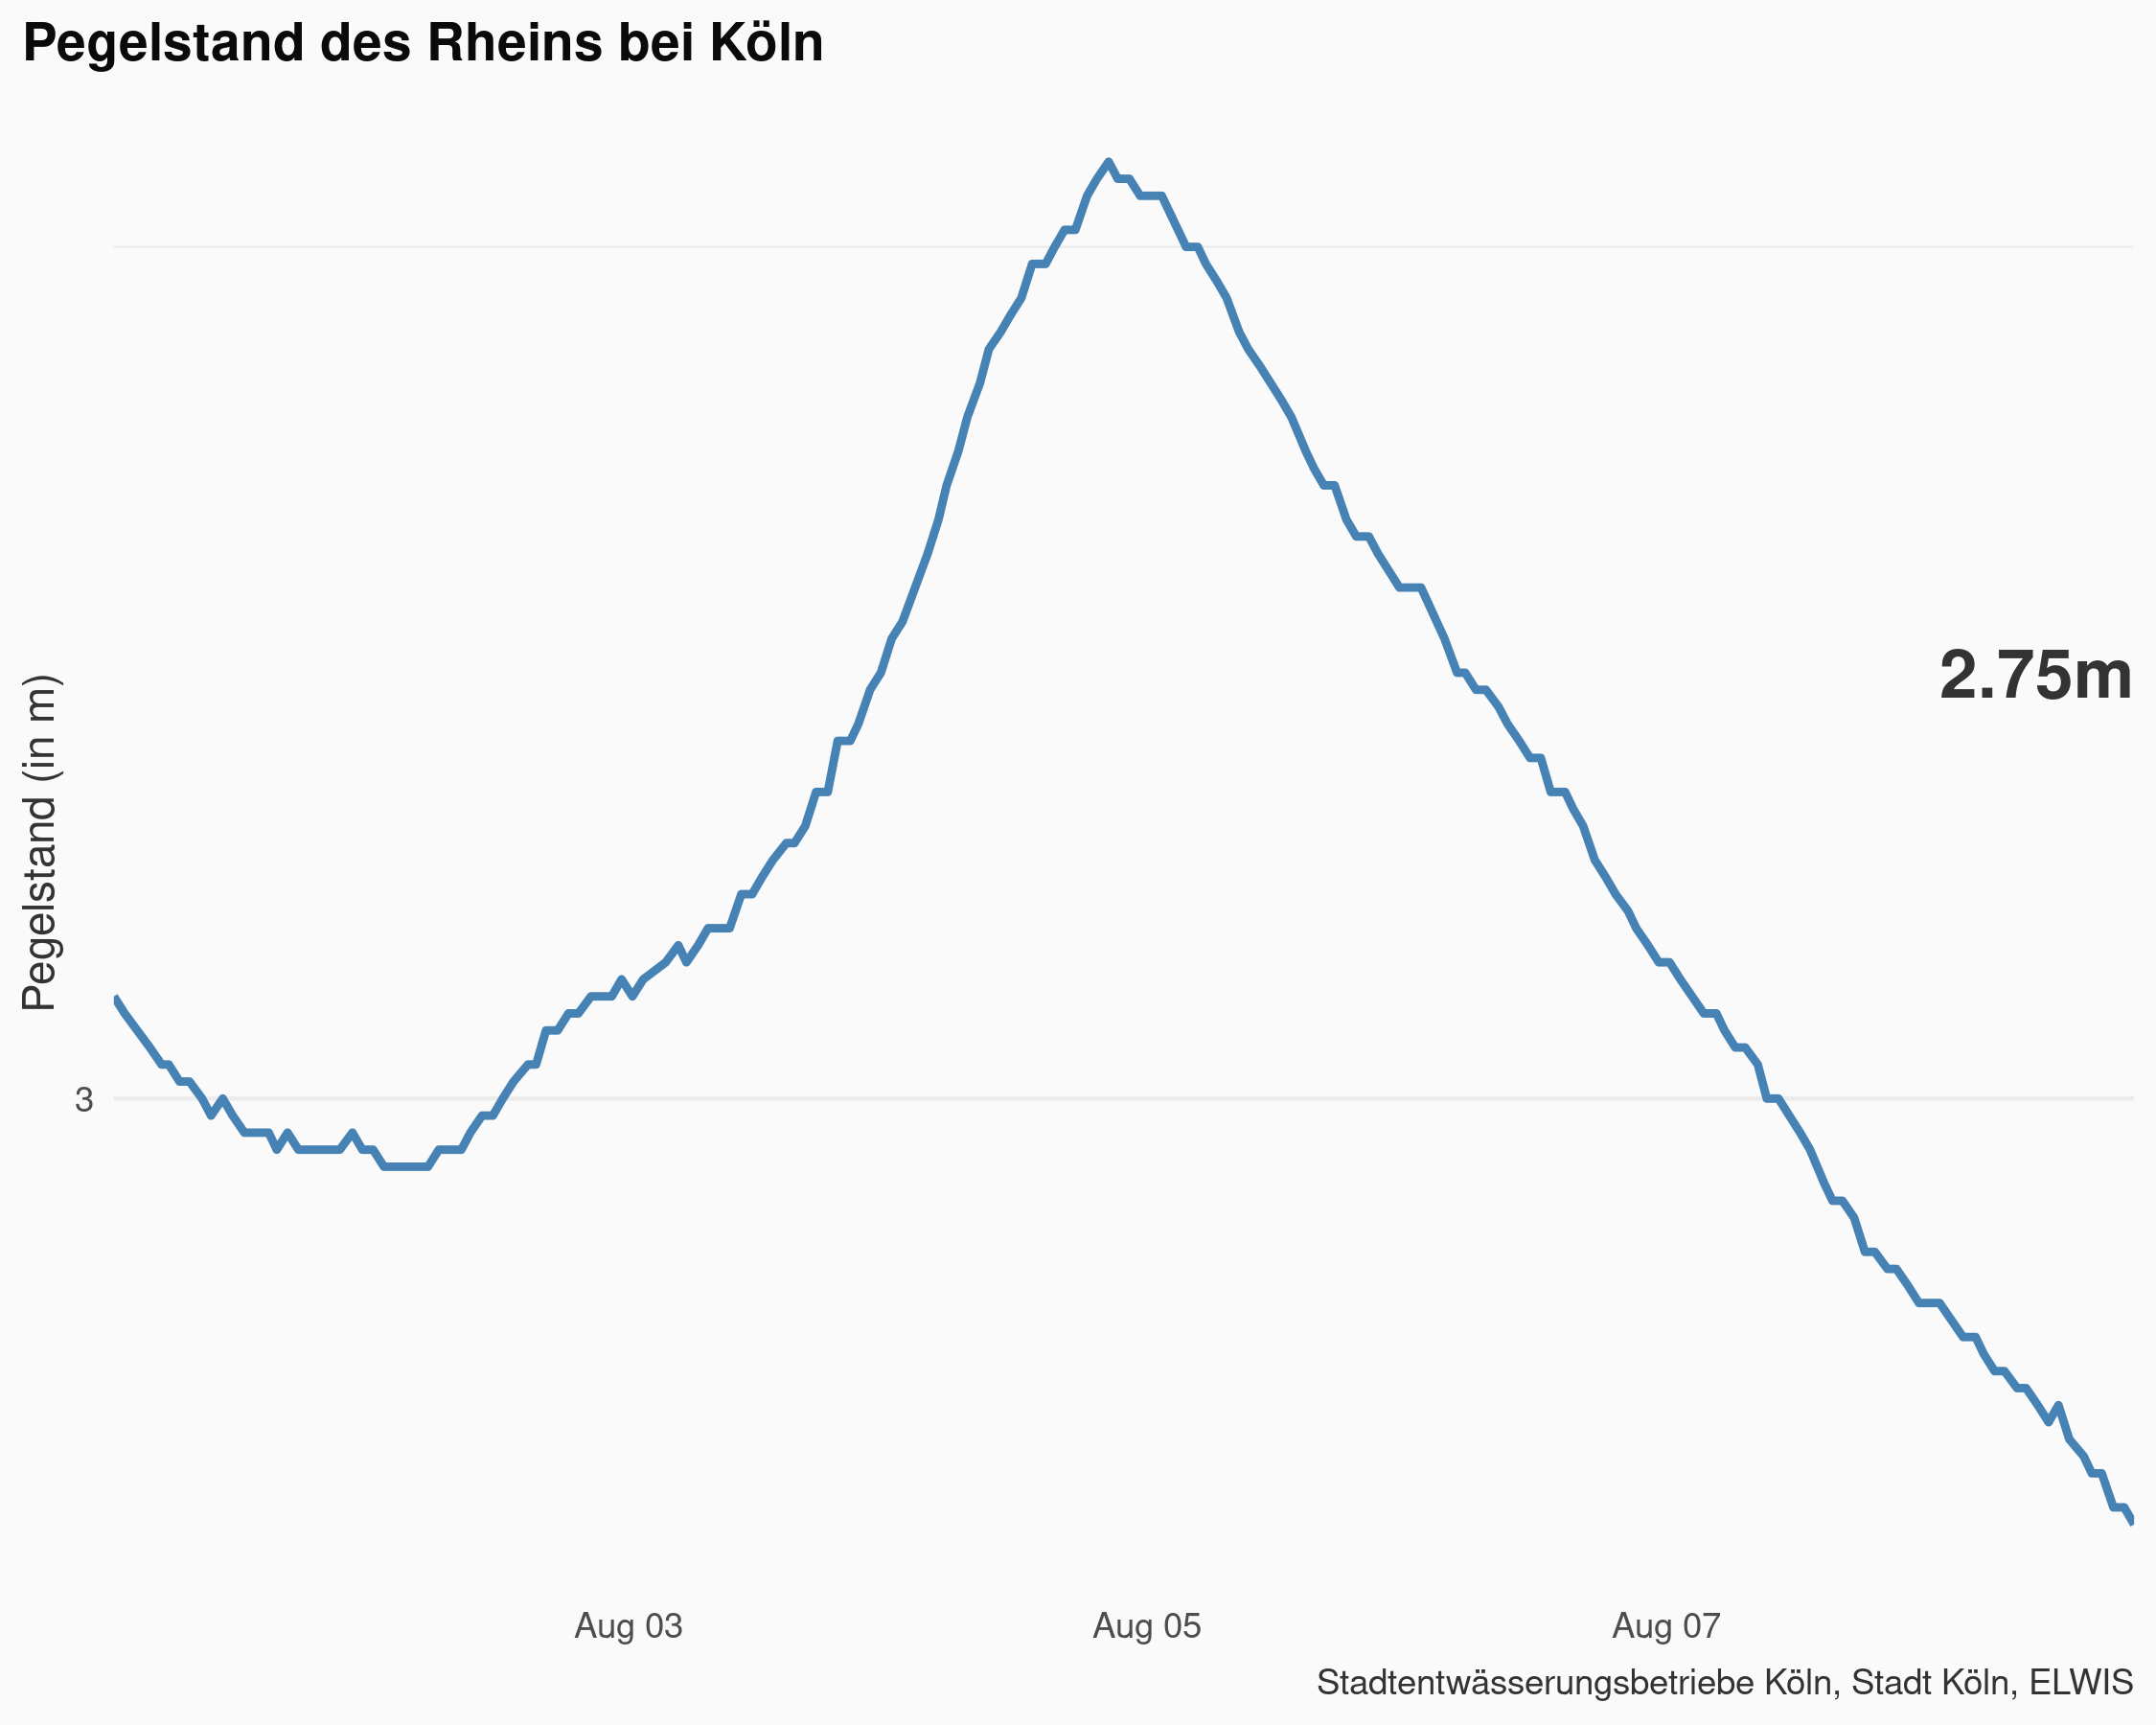 Pegelstand des Rheins bei Köln
Pegelstand (in m)
2.75m
3
Aug 03
Aug 05
Aug 07
Stadtentwässerungsbetriebe Köln, Stadt Köln, ELWIS